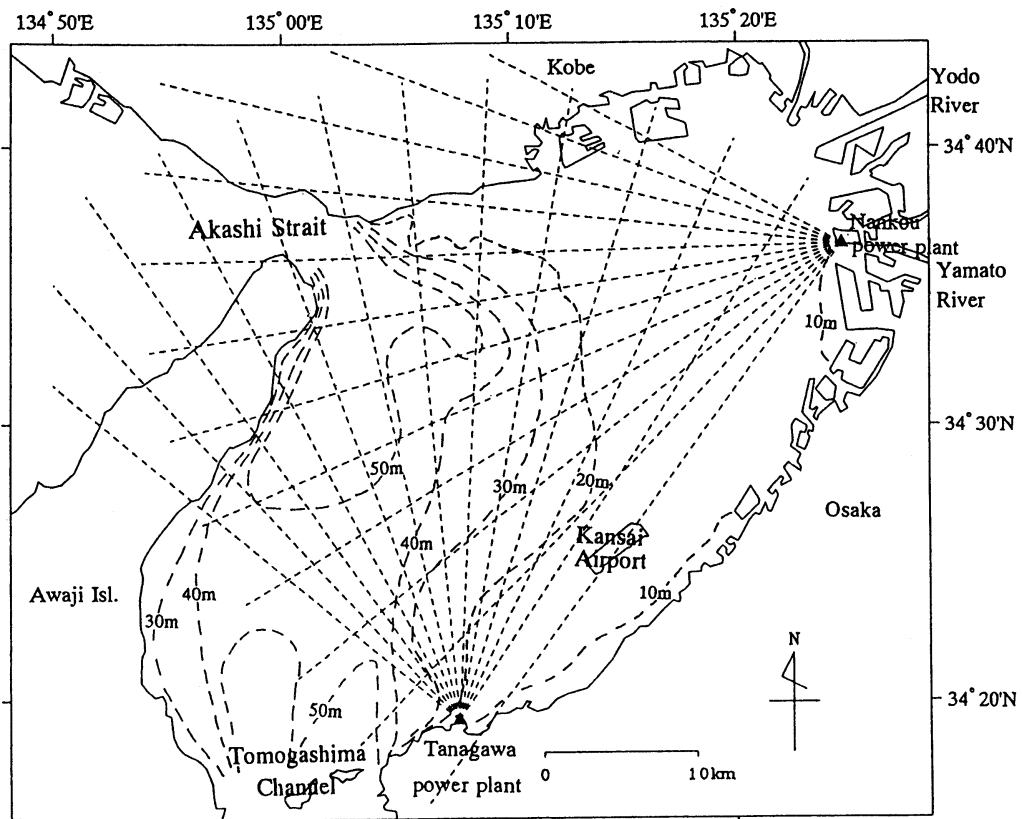 134°50'E 135°00'E 135°10'E 135°20'E
Kobe
Yodo
River
34°40'N
Akashi Strait
Nankou
power plant
Yamato
River
10m
34°30'N
50m
30m
20m
Osaka
Kansai
Airport
40m
10m
Awaji Isl.
40m
30m
N
34°20'N
50m
Tomogashima
Channel
Tanagawa
power plant
0 10km